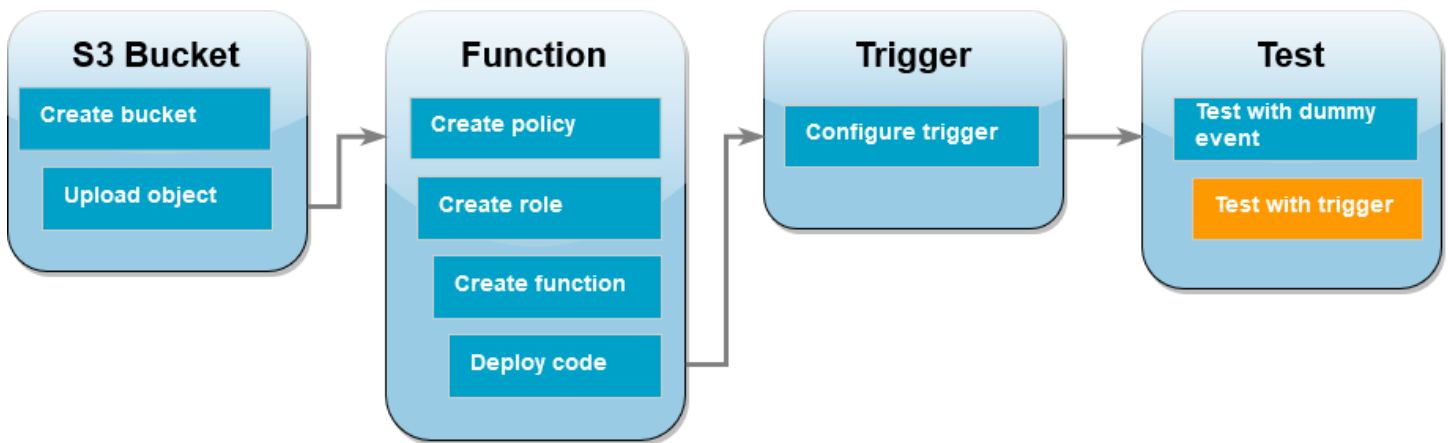 S3 Bucket
Create bucket
Upload object
Function
Create policy
Create role
Create function
Deploy code
Trigger
Configure trigger
Test
Test with dummy
event
Test with trigger